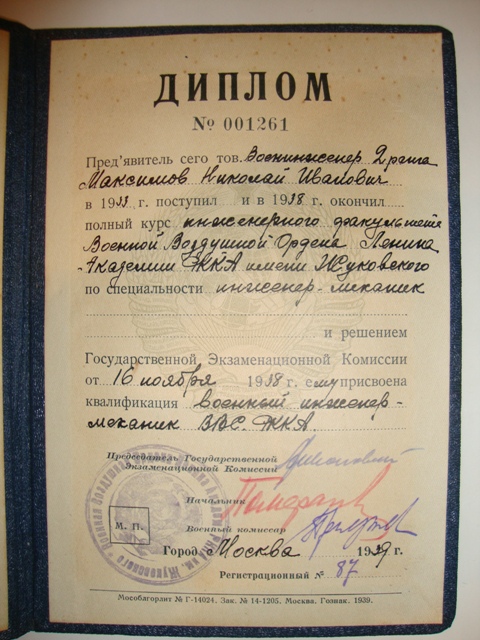 ДИПЛОМ
№ 001261
Пред'явитель сего тов. Военинженер 2 ранга
Максимов Николай Иванович
в 1933 г. поступил и в 1938 г. окончил
полный курс инженерного факультета
Военной Воздушной Ордена Ленина
Академии РККА имени Жуковского
по специальности инженер-механик
и решением
Государственной Экзаменационной Комиссии
от 16 ноября 1938 г. ему присвоена
квалификация военный инженер-
механик ВВС РККА.
Председатель Государственной
Экзаменационной Комиссии
Начальник
Военный комиссар
М. П.
Город Москва 1939 г.
Регистрационный № 87
Мособлгорлит № Г-14024. Зак. № 14-1205. Москва. Гознак. 1939.